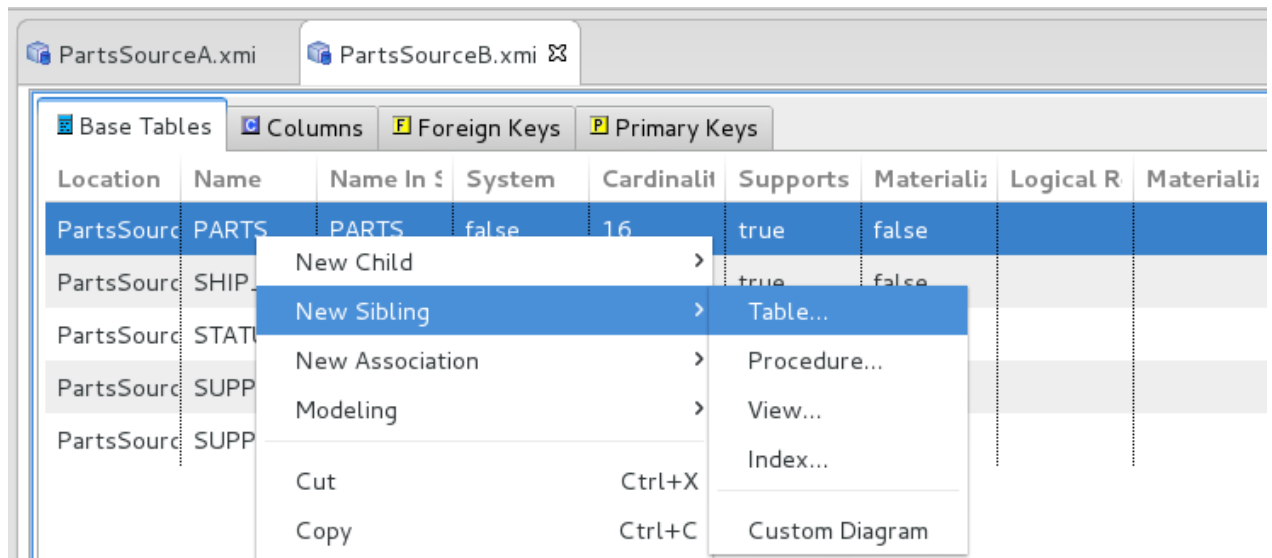 PartsSourceA.xmi PartsSourceB.xmi
Base Tables Columns Foreign Keys Primary Keys
Location Name Name In S System Cardinalit Supports Materializ Logical R Materializ
PartsSourc PARTS PARTS false 16 true false
New Child
PartsSourc SHIP_ true false
New Sibling Table...
PartsSourc STATU
New Association Procedure...
PartsSourc SUPP
Modeling View...
PartsSourc SUPP
Index...
Cut Ctrl+X
Copy Ctrl+C Custom Diagram